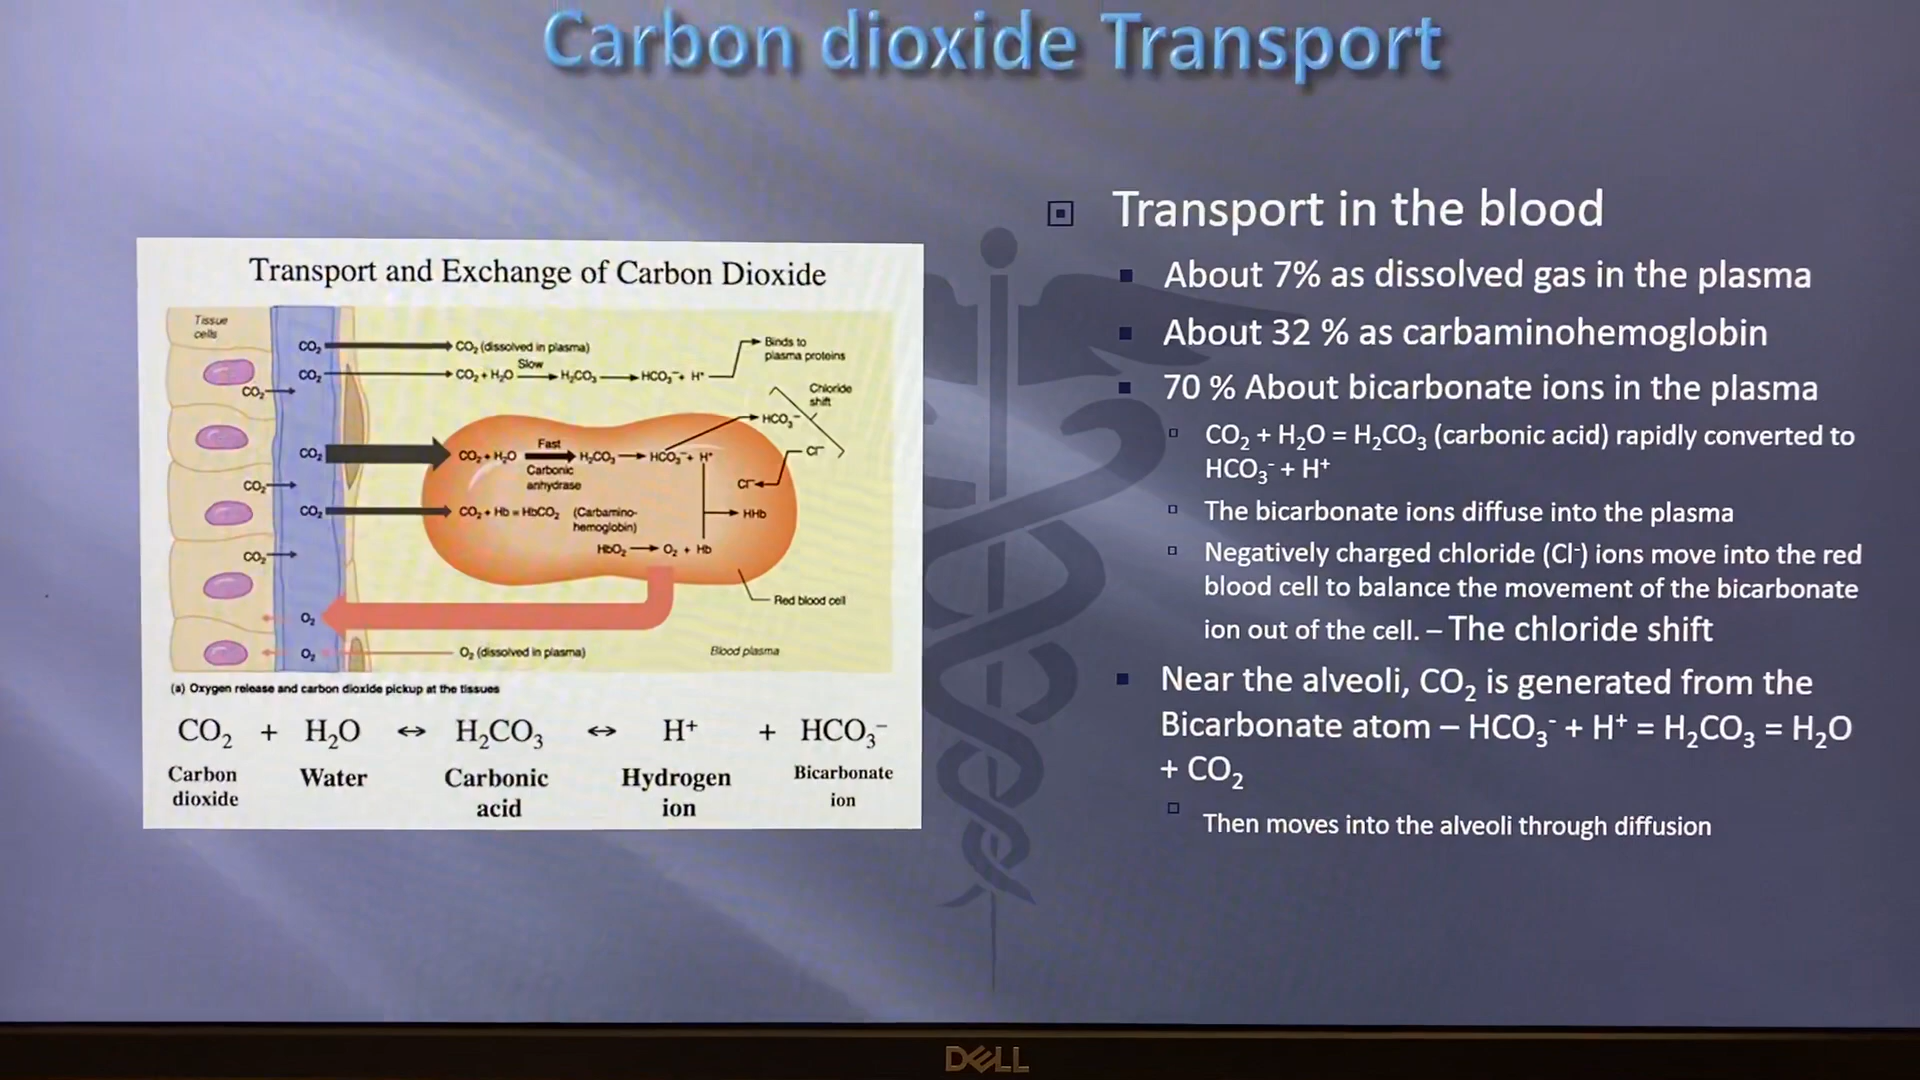 Carbon dioxide Transport
Transport and Exchange of Carbon Dioxide
Tissue
cells
CO₂
CO₂ (dissolved in plasma)
Binds to
plasma proteins
CO₂
CO₂ + H₂O
Slow
H₂CO₃
HCO₃⁻ + H⁺
CO₂
Chloride
shift
HCO₃⁻
CO₂
CO₂ + H₂O
Fast
Carbonic
anhydrase
H₂CO₃
HCO₃⁻ + H⁺
Cl⁻
Cl⁻
CO₂
CO₂
CO₂ + Hb = HbCO₂
(Carbamino-
hemoglobin)
HHb
HbO₂
O₂ + Hb
CO₂
Red blood cell
O₂
O₂
O₂ (dissolved in plasma)
Blood plasma
(a) Oxygen release and carbon dioxide pickup at the tissues
CO₂ + H₂O ↔ H₂CO₃ ↔ H⁺ + HCO₃⁻
Carbon
dioxide
Water
Carbonic
acid
Hydrogen
ion
Bicarbonate
ion
Transport in the blood
About 7% as dissolved gas in the plasma
About 32 % as carbaminohemoglobin
70 % About bicarbonate ions in the plasma
CO₂ + H₂O = H₂CO₃ (carbonic acid) rapidly converted to
HCO₃⁻ + H⁺
The bicarbonate ions diffuse into the plasma
Negatively charged chloride (Cl⁻) ions move into the red
blood cell to balance the movement of the bicarbonate
ion out of the cell. – The chloride shift
Near the alveoli, CO₂ is generated from the
Bicarbonate atom – HCO₃⁻ + H⁺ = H₂CO₃ = H₂O
+ CO₂
Then moves into the alveoli through diffusion
DELL